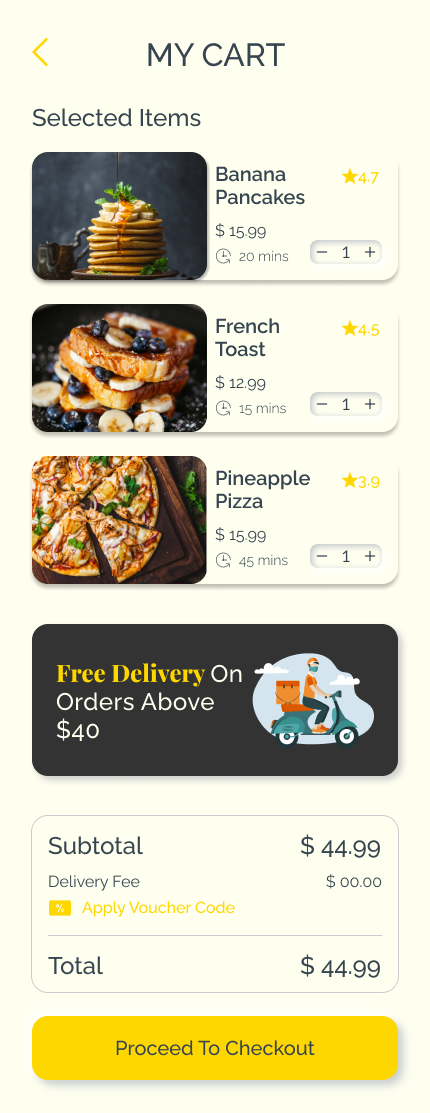 MY CART
Selected Items
Banana
Pancakes
4.7
$ 15.99
20 mins
− 1 +
French
Toast
4.5
$ 12.99
15 mins
− 1 +
Pineapple
Pizza
3.9
$ 15.99
45 mins
− 1 +
Free Delivery On
Orders Above
$40
Subtotal $ 44.99
Delivery Fee $ 00.00
% Apply Voucher Code
Total $ 44.99
Proceed To Checkout